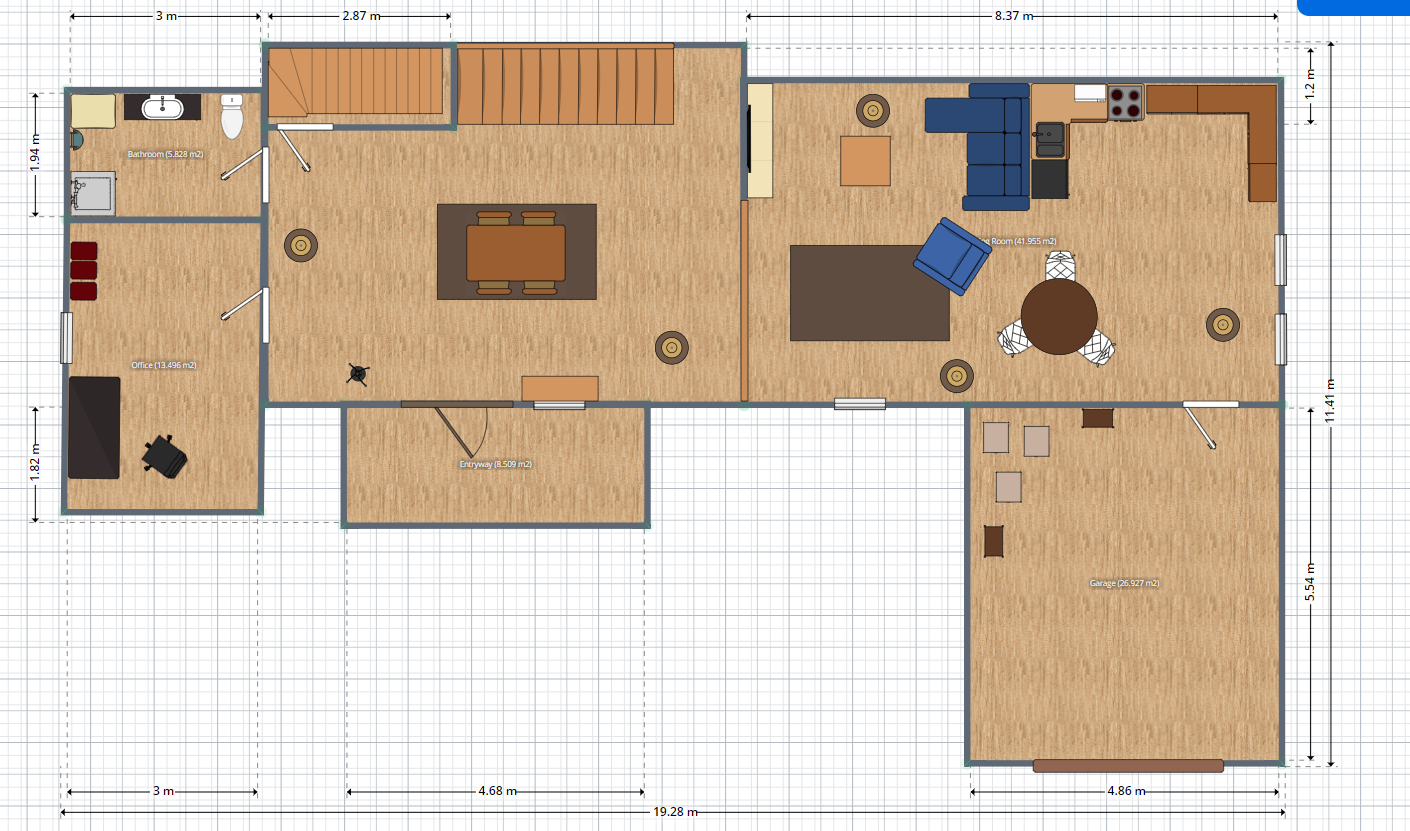 3 m
2.87 m
8.37 m
1.2 m
1.94 m
Bathroom (5.828 m2)
Room (41.955 m2)
Office (13.496 m2)
11.41 m
1.82 m
Entryway (8.509 m2)
5.54 m
Garage (26.927 m2)
3 m
4.68 m
4.86 m
19.28 m